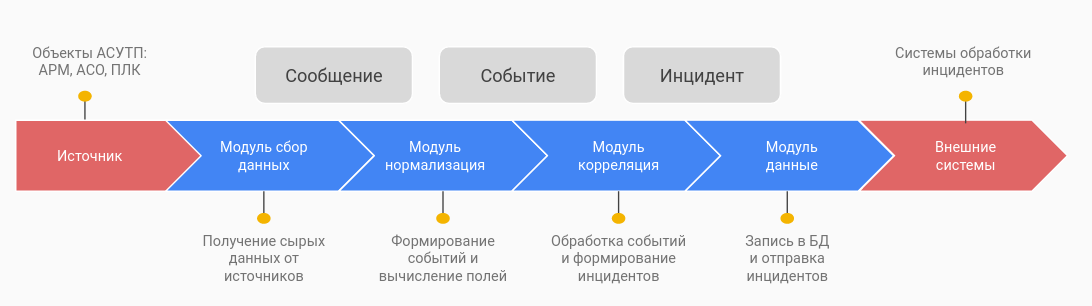 Объекты АСУТП:
АРМ, АСО, ПЛК
Сообщение
Событие
Инцидент
Системы обработки
инцидентов
Источник
Модуль сбор
данных
Модуль
нормализация
Модуль
корреляция
Модуль
данные
Внешние
системы
Получение сырых
данных от
источников
Формирование
событий и
вычисление полей
Обработка событий
и формирование
инцидентов
Запись в БД
и отправка
инцидентов